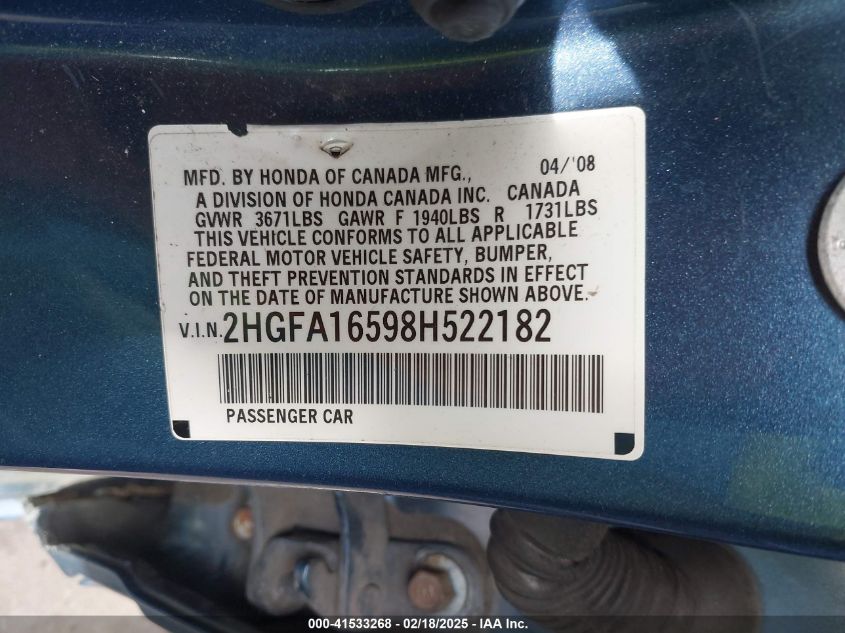 MFD. BY HONDA OF CANADA MFG., 04/'08
A DIVISION OF HONDA CANADA INC. CANADA
GVWR 3671LBS GAWR F 1940LBS R 1731LBS
THIS VEHICLE CONFORMS TO ALL APPLICABLE
FEDERAL MOTOR VEHICLE SAFETY, BUMPER,
AND THEFT PREVENTION STANDARDS IN EFFECT
ON THE DATE OF MANUFACTURE SHOWN ABOVE.
V.I.N. 2HGFA16598H522182
PASSENGER CAR
000-41533268 - 02/18/2025 - IAA Inc.